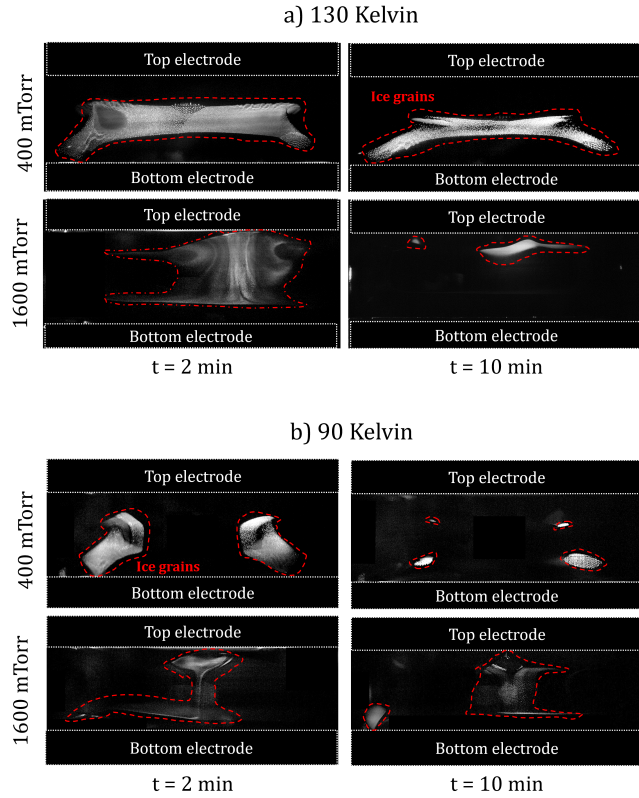 a) 130 Kelvin
400 mTorr
Top electrode
Bottom electrode
Top electrode
Ice grains
Bottom electrode
1600 mTorr
Top electrode
Bottom electrode
Top electrode
Bottom electrode
t = 2 min
t = 10 min
b) 90 Kelvin
400 mTorr
Top electrode
Ice grains
Bottom electrode
Top electrode
Bottom electrode
1600 mTorr
Top electrode
Bottom electrode
Top electrode
Bottom electrode
t = 2 min
t = 10 min